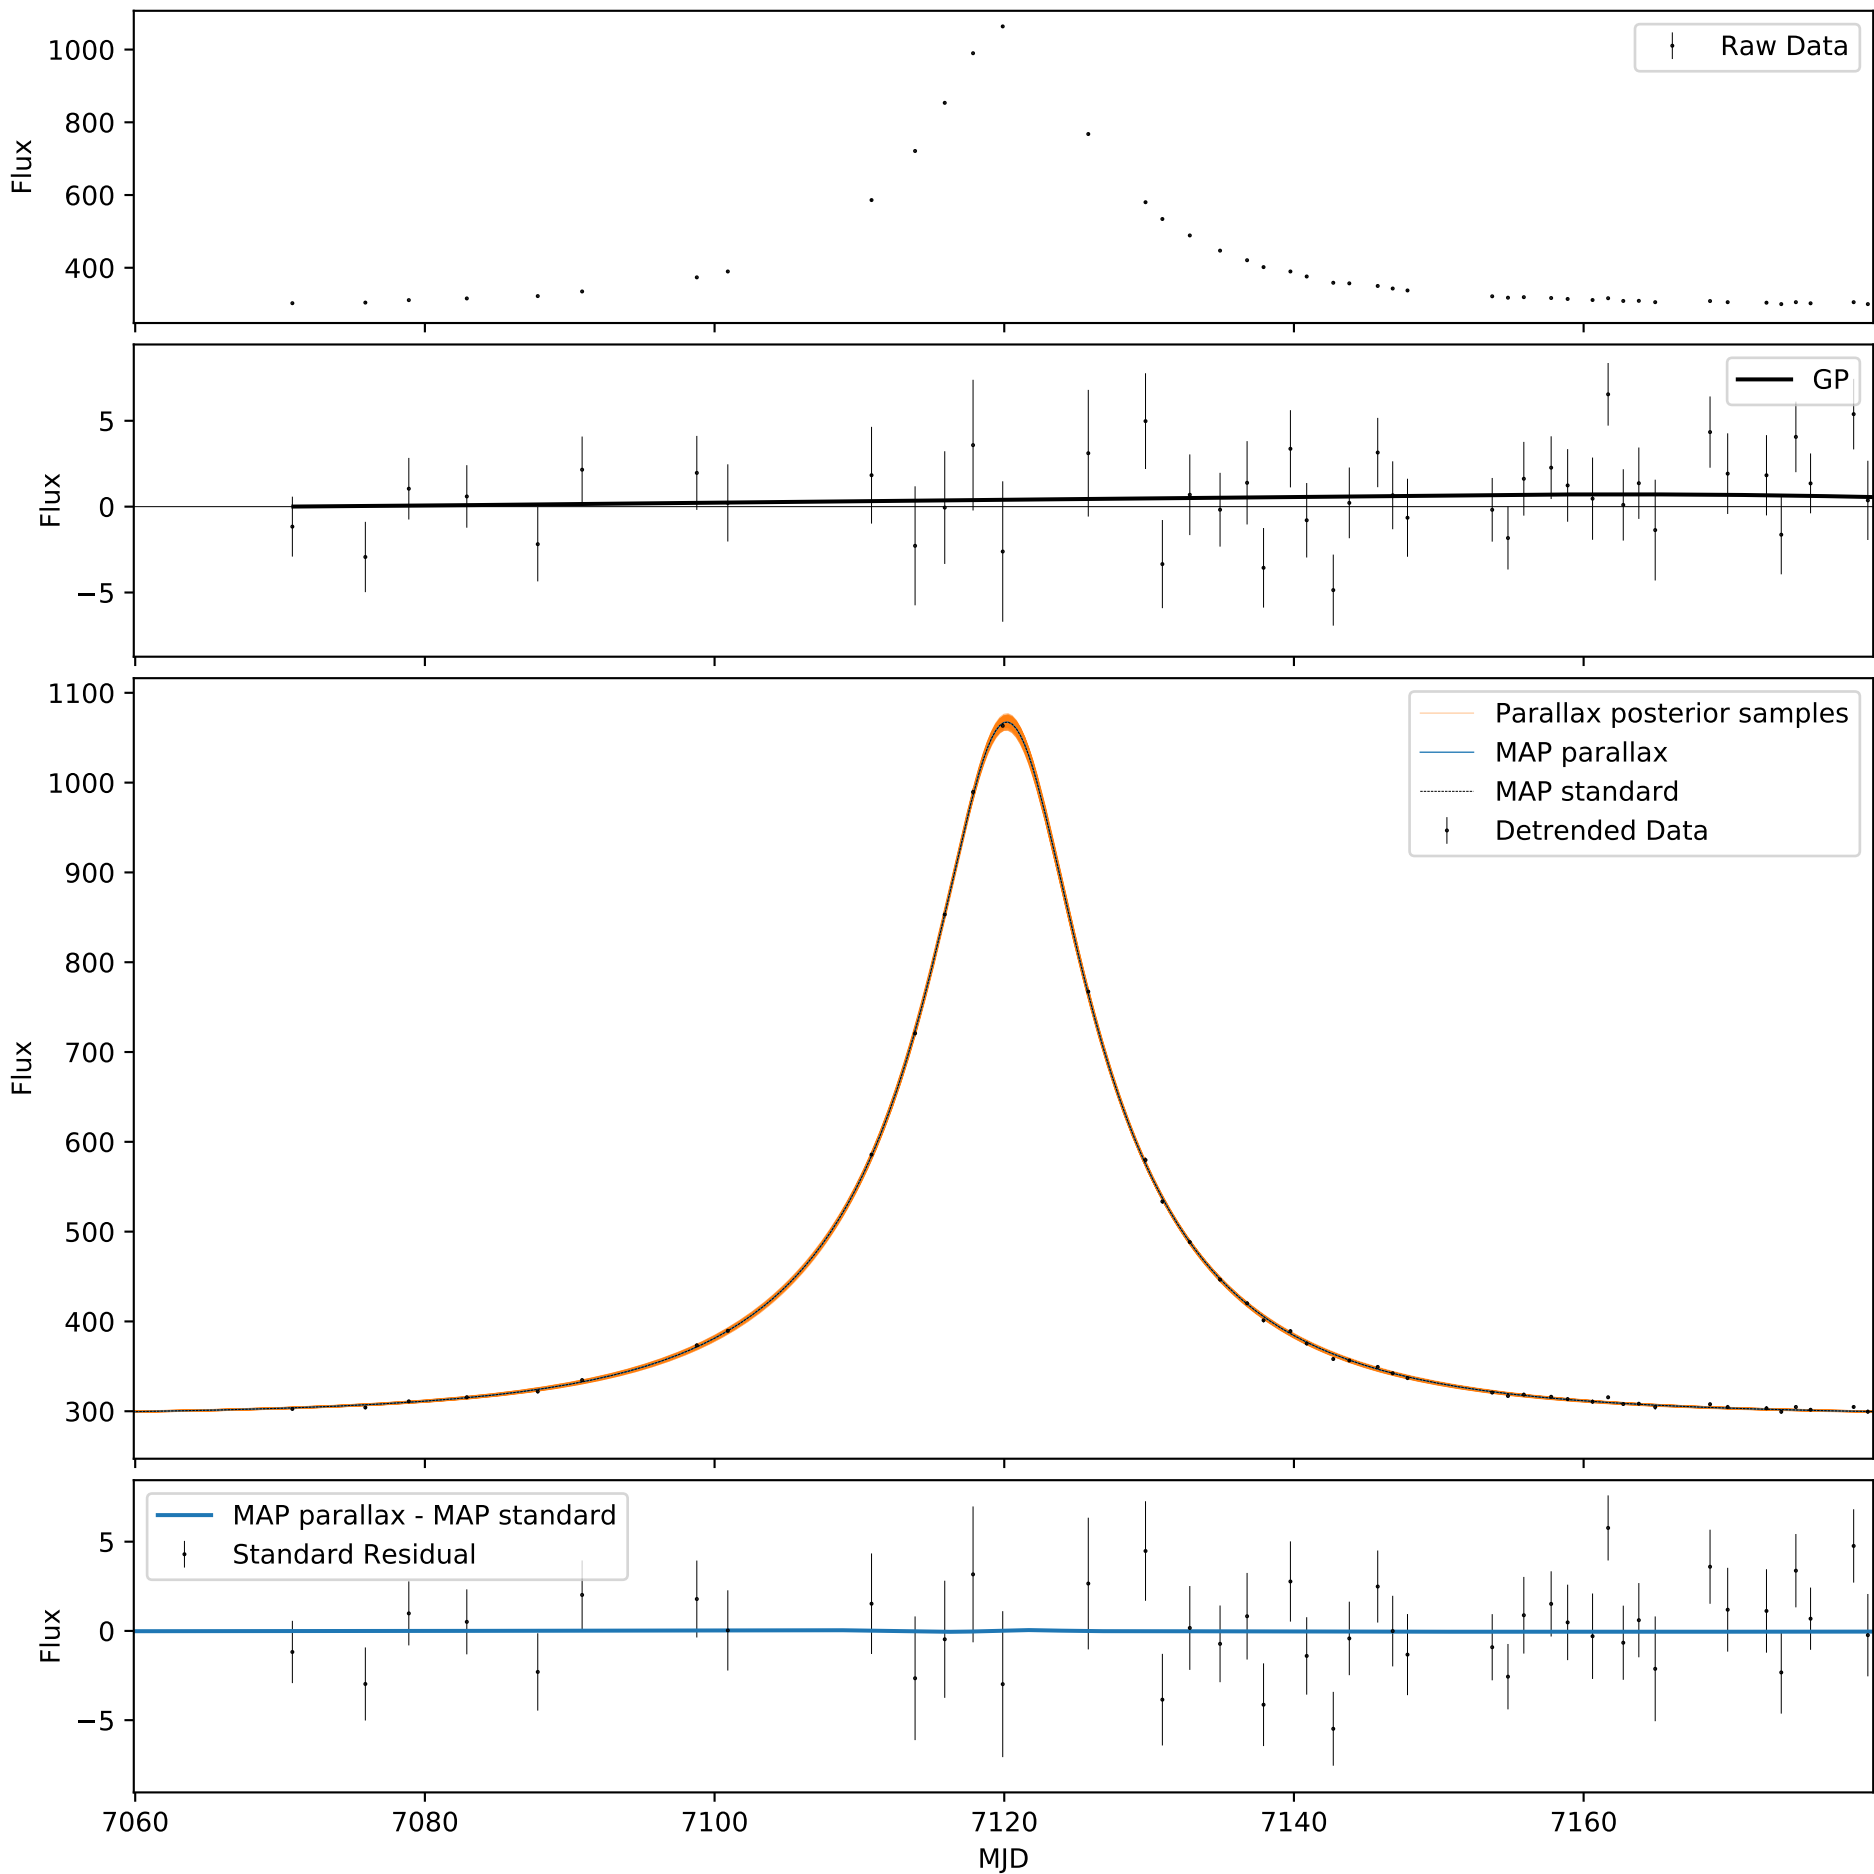 1000
800
600
400
Flux
Raw Data
5
0
−5
Flux
GP
1100
1000
900
800
700
600
500
400
300
Flux
Parallax posterior samples
MAP parallax
MAP standard
Detrended Data
5
0
−5
Flux
MAP parallax - MAP standard
Standard Residual
7060 7080 7100 7120 7140 7160
MJD